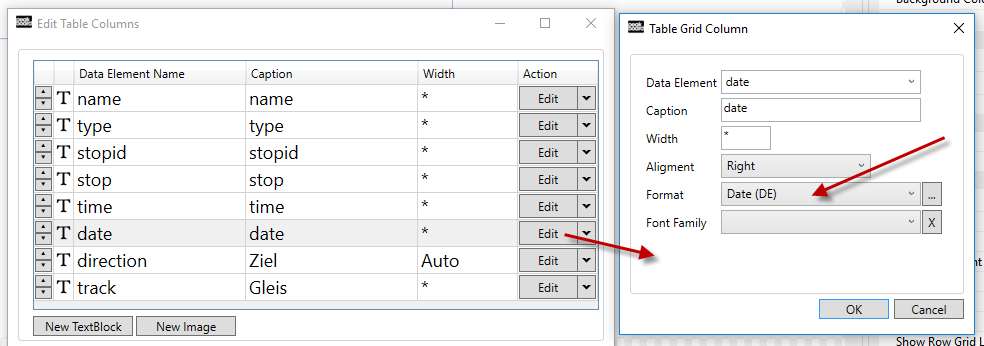 Edit Table Columns
Data Element Name Caption Width Action
T name name * Edit
T type type * Edit
T stopid stopid * Edit
T stop stop * Edit
T time time * Edit
T date date * Edit
T direction Ziel Auto Edit
T track Gleis * Edit
New TextBlock New Image
Table Grid Column
Data Element date
Caption date
Width *
Aligment Right
Format Date (DE) ...
Font Family X
OK Cancel
Show Row Grid L